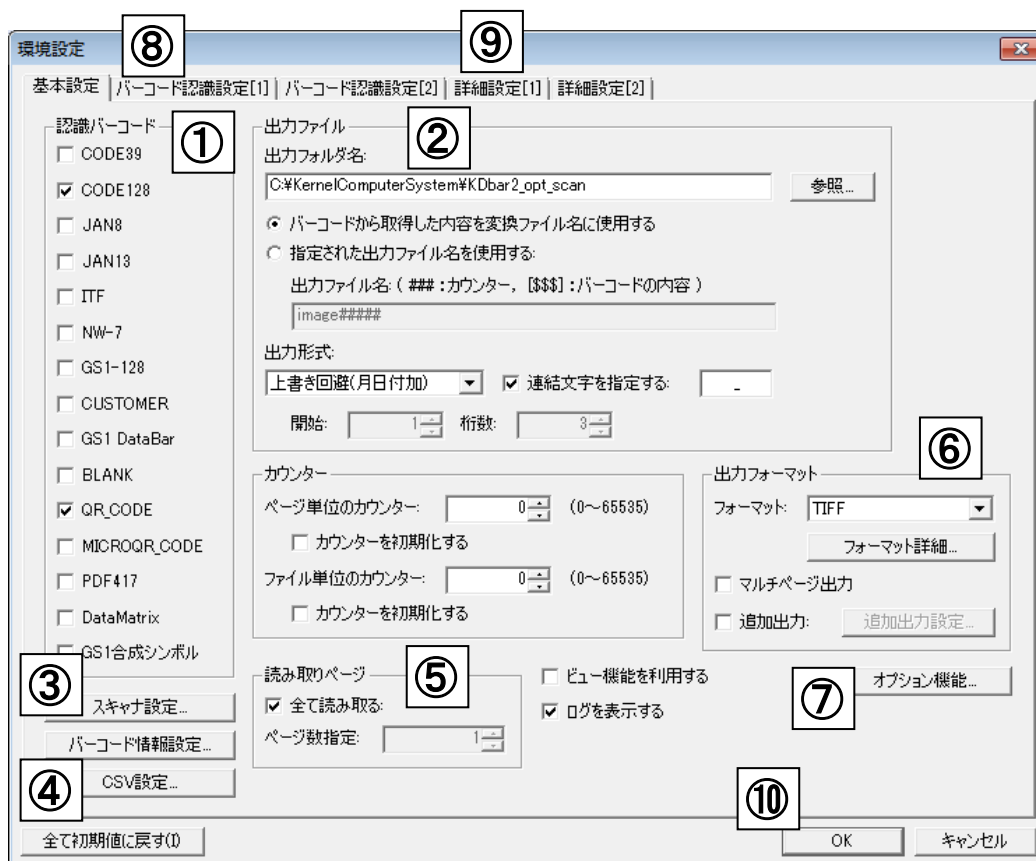 ⑧
⑨
環境設定
基本設定 バーコード認識設定[1] バーコード認識設定[2] 詳細設定[1] 詳細設定[2]
認識バーコード
①
CODE39
CODE128
JAN8
JAN13
ITF
NW-7
GS1-128
CUSTOMER
GS1 DataBar
BLANK
QR_CODE
MICROQR_CODE
PDF417
DataMatrix
GS1合成シンボル
③
スキャナ設定...
バーコード情報設定...
④
CSV設定...
出力ファイル
②
出力フォルダ名:
C:¥KernelComputerSystem¥KDbar2_opt_scan
参照...
バーコードから取得した内容を変換ファイル名に使用する
指定された出力ファイル名を使用する:
出力ファイル名: ( ### :カウンター, [$$$] :バーコードの内容 )
image#####
出力形式:
上書き回避(月日付加) 連結文字を指定する: _
開始: 1 桁数: 3
カウンター
ページ単位のカウンター: 0 (0~65535)
カウンターを初期化する
ファイル単位のカウンター: 0 (0~65535)
カウンターを初期化する
⑥
出力フォーマット
フォーマット: TIFF
フォーマット詳細...
マルチページ出力
追加出力: 追加出力設定...
読み取りページ
⑤
全て読み取る:
ページ数指定: 1
ビュー機能を利用する
ログを表示する
⑦
オプション機能...
⑩
全て初期値に戻す(I)
OK
キャンセル